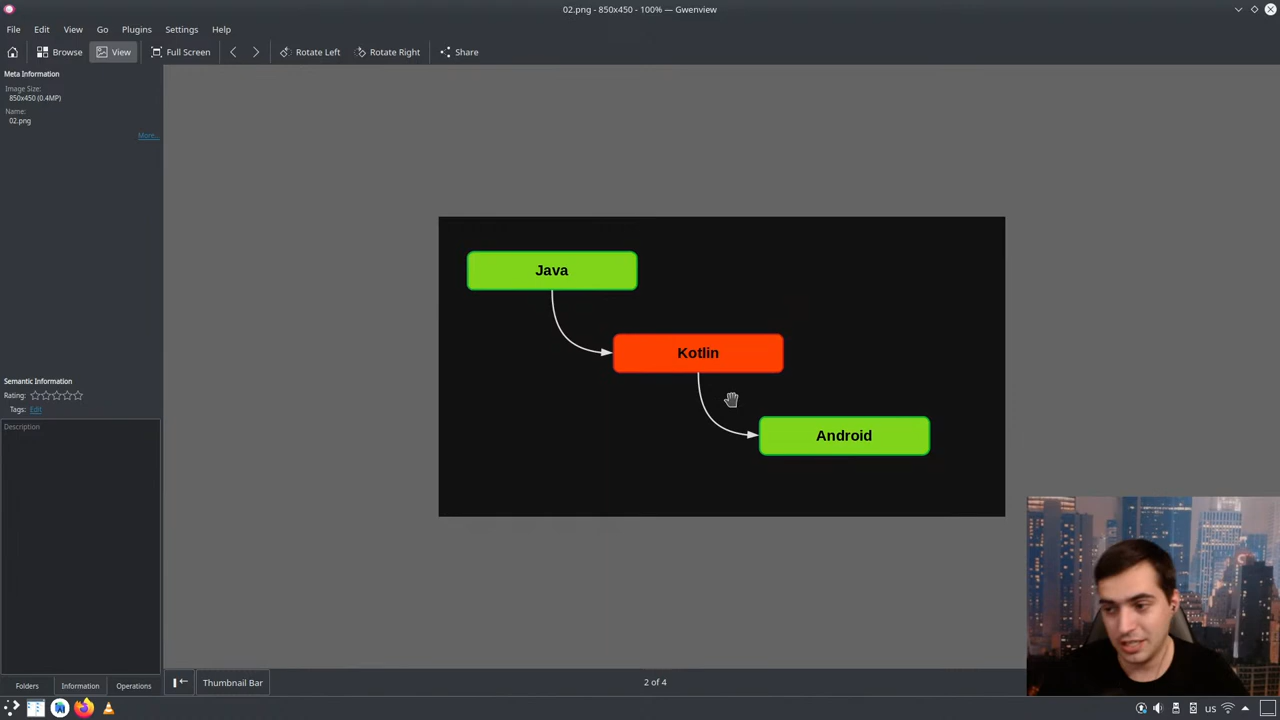 02.png - 850x450 - 100% — Gwenview
File Edit View Go Plugins Settings Help
Browse View Full Screen Rotate Left Rotate Right Share
Meta Information
Image Size:
850x450 (0.4MP)
Name:
02.png
More...
Java
Kotlin
Android
Semantic Information
Rating:
Tags: Edit
Description
Folders Information Operations
Thumbnail Bar
2 of 4
us